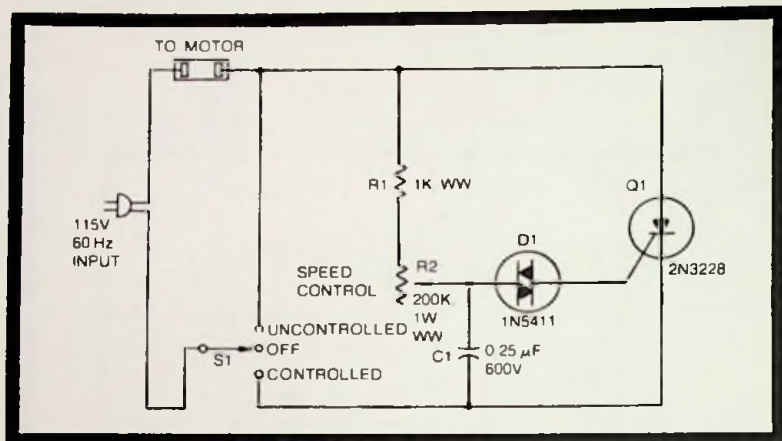 TO MOTOR
R1
1K WW
Q1
115V
60 Hz
INPUT
D1
2N3228
SPEED
CONTROL
R2
200K
1W
WW
1N5411
UNCONTROLLED
OFF
S1
C1
0.25 µF
600V
CONTROLLED